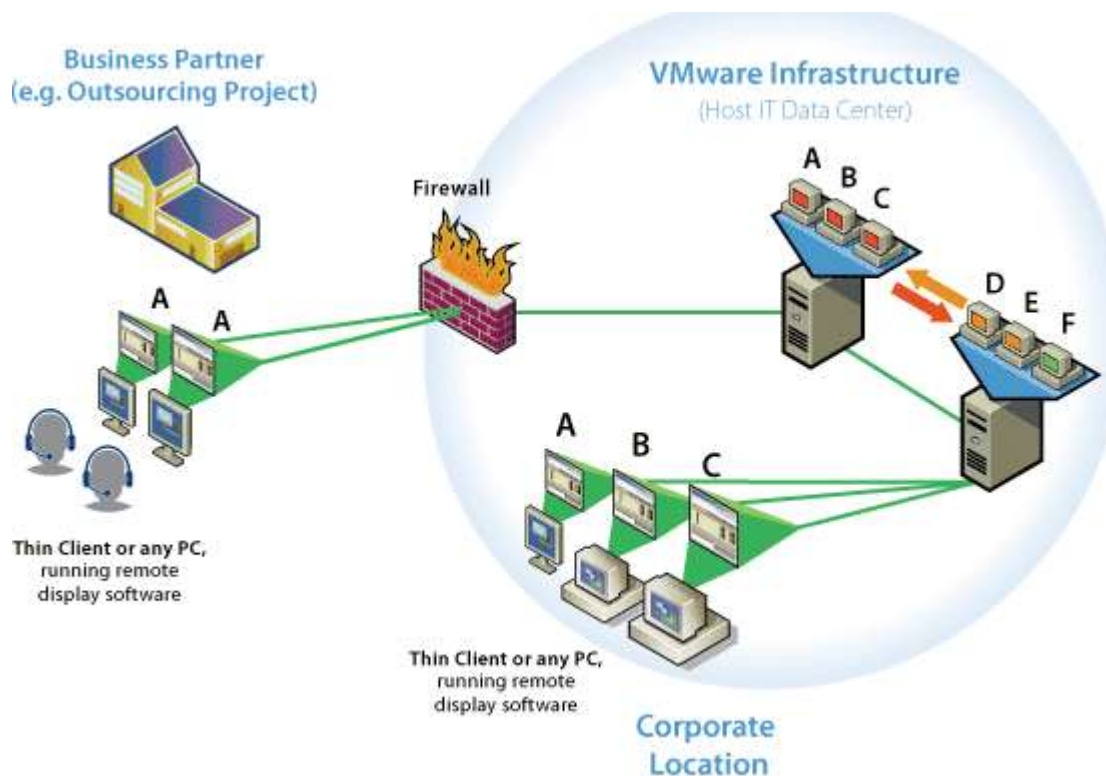 Business Partner
(e.g. Outsourcing Project)
VMware Infrastructure
(Host IT Data Center)
A
B
C
Firewall
D
E
F
A
A
A
B
C
Thin Client or any PC,
running remote
display software
Thin Client or any PC,
running remote
display software
Corporate
Location